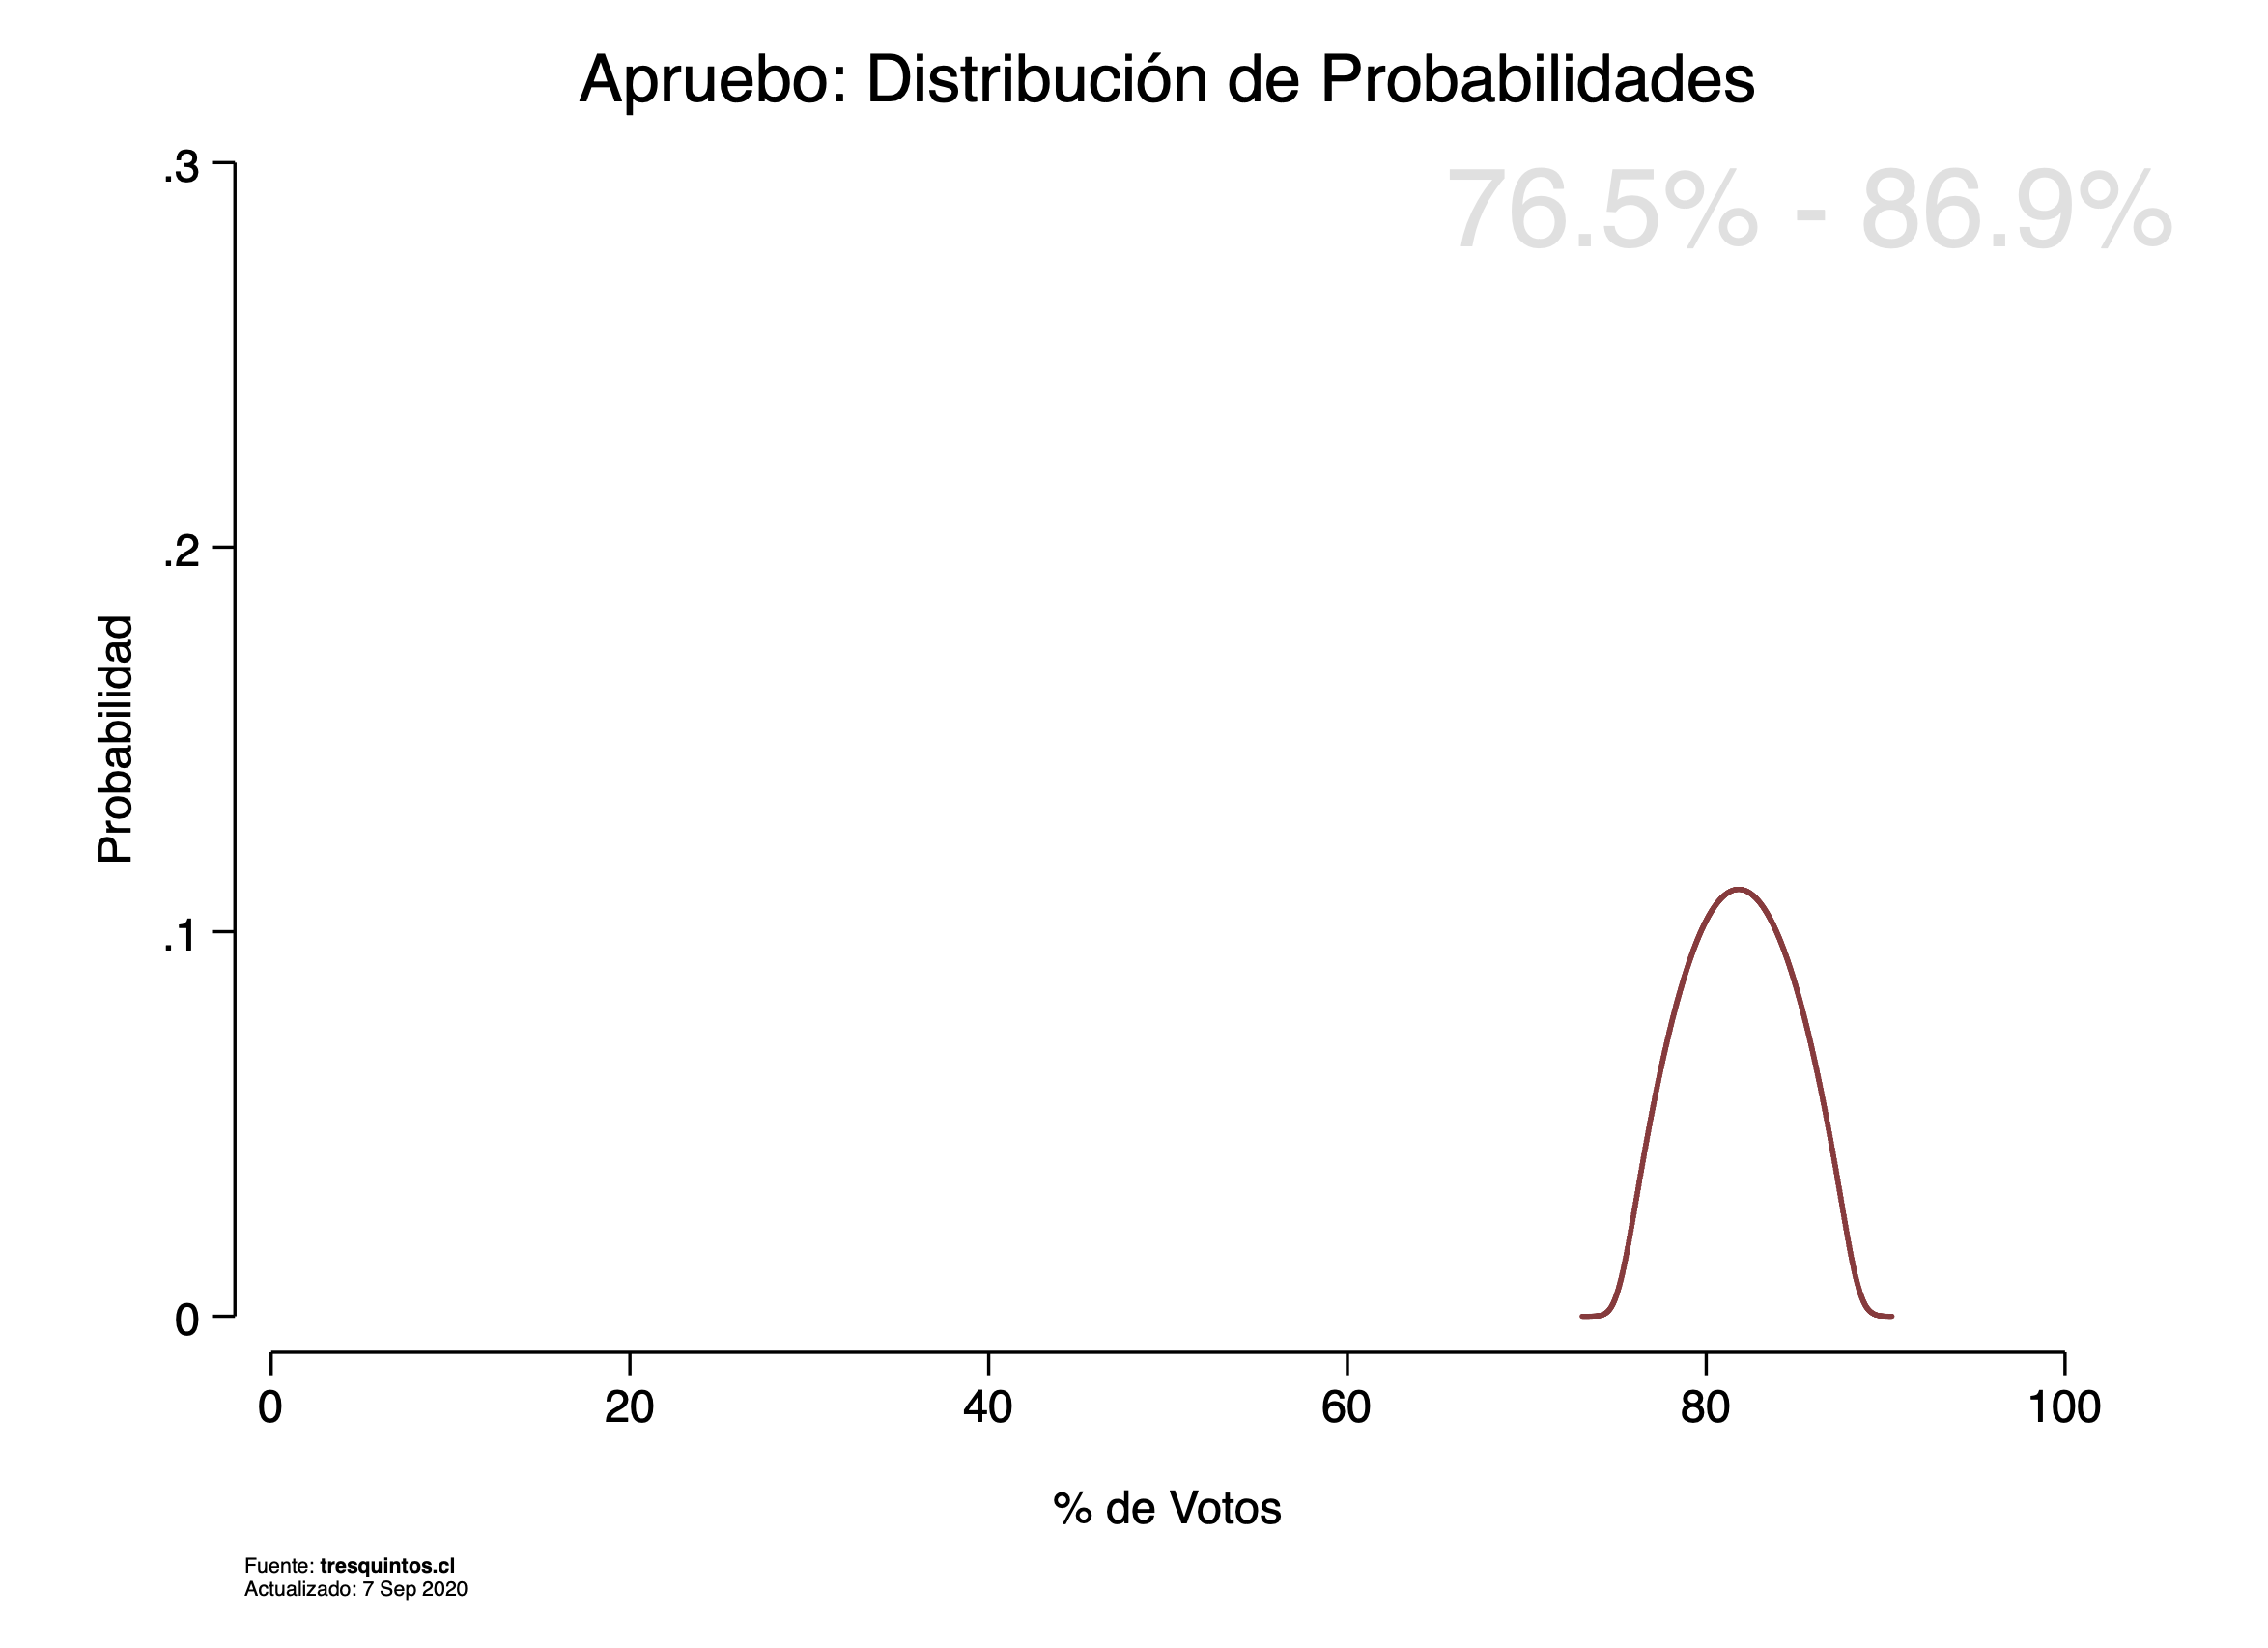 Apruebo: Distribución de Probabilidades
76.5% - 86.9%
.3
.2
.1
0
Probabilidad
0 20 40 60 80 100
% de Votos
Fuente: tresquintos.cl
Actualizado: 7 Sep 2020